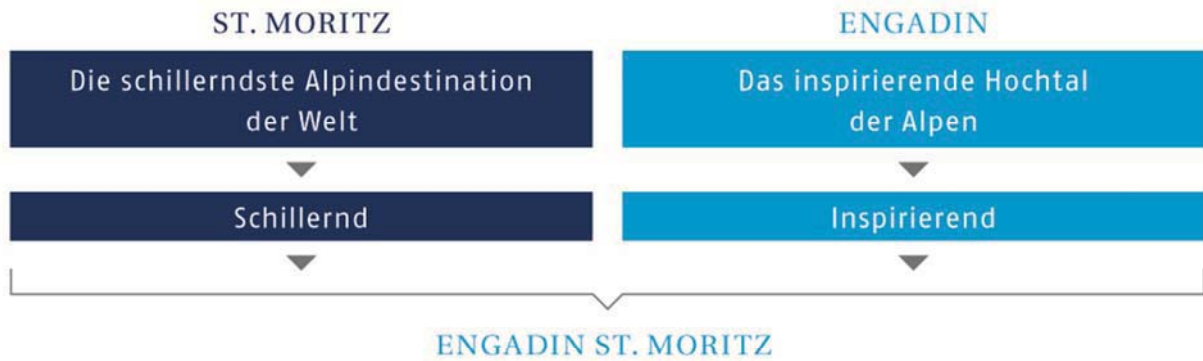 ST. MORITZ
Die schillerndste Alpindestination
der Welt
Schillernd
ENGADIN
Das inspirierende Hochtal
der Alpen
Inspirierend
ENGADIN ST. MORITZ